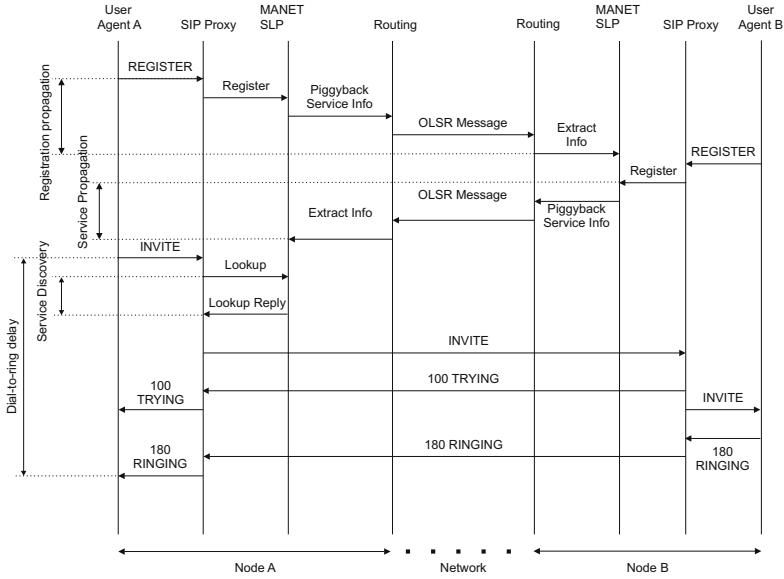 User
Agent A
SIP Proxy
MANET
SLP
Routing
Routing
MANET
SLP
SIP Proxy
User
Agent B
REGISTER
Register
Piggyback
Service Info
OLSR Message
Extract
Info
REGISTER
Register
OLSR Message
Piggyback
Service Info
Extract Info
INVITE
Lookup
Lookup Reply
INVITE
100 TRYING
100
TRYING
INVITE
180 RINGING
180
RINGING
180
RINGING
Registration propagation
Service Propagation
Service Discovery
Dial-to-ring delay
Node A
Network
Node B